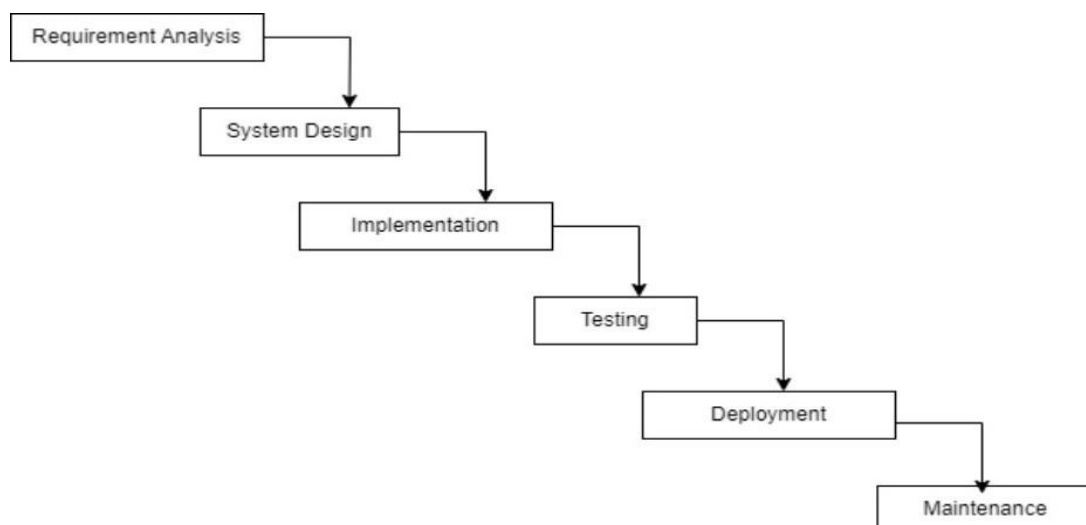 Requirement Analysis
System Design
Implementation
Testing
Deployment
Maintenance